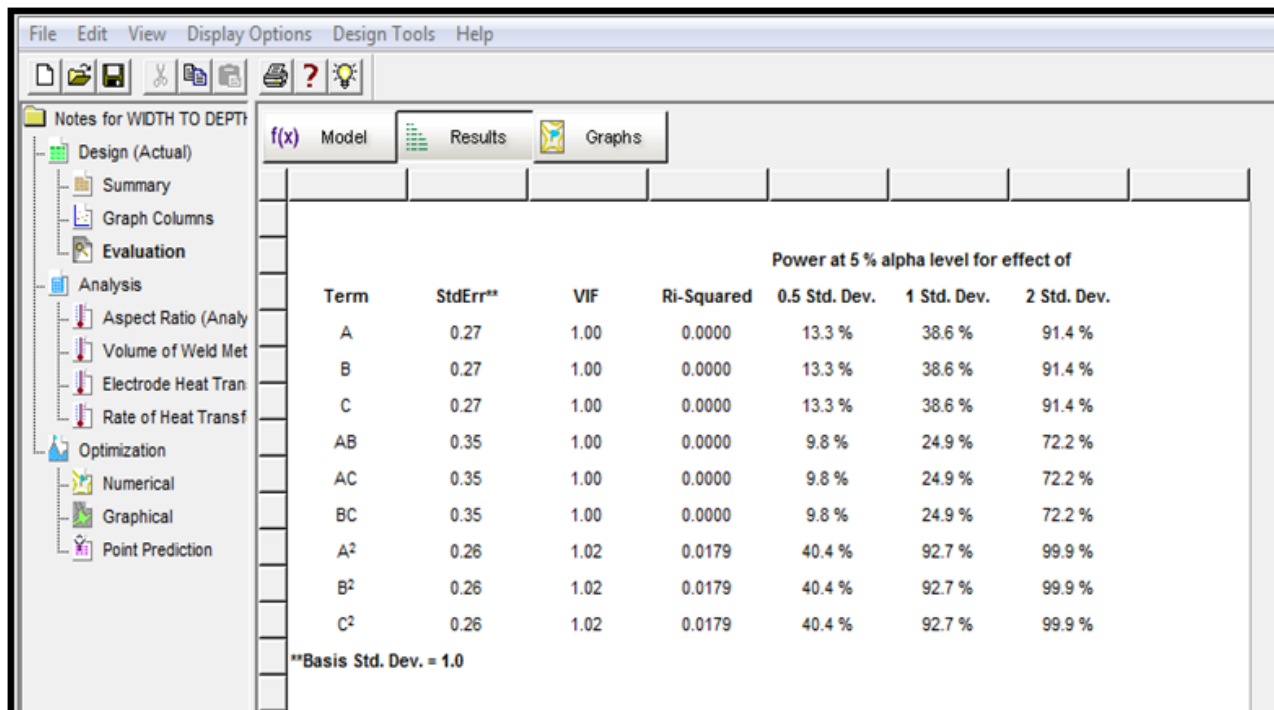 File Edit View Display Options Design Tools Help
Notes for WIDTH TO DEPTH
Design (Actual)
Summary
Graph Columns
Evaluation
Analysis
Aspect Ratio (Analy
Volume of Weld Met
Electrode Heat Tran
Rate of Heat Transf
Optimization
Numerical
Graphical
Point Prediction
f(x) Model Results Graphs
Power at 5 % alpha level for effect of
Term StdErr** VIF Ri-Squared 0.5 Std. Dev. 1 Std. Dev. 2 Std. Dev.
A 0.27 1.00 0.0000 13.3 % 38.6 % 91.4 %
B 0.27 1.00 0.0000 13.3 % 38.6 % 91.4 %
C 0.27 1.00 0.0000 13.3 % 38.6 % 91.4 %
AB 0.35 1.00 0.0000 9.8 % 24.9 % 72.2 %
AC 0.35 1.00 0.0000 9.8 % 24.9 % 72.2 %
BC 0.35 1.00 0.0000 9.8 % 24.9 % 72.2 %
A² 0.26 1.02 0.0179 40.4 % 92.7 % 99.9 %
B² 0.26 1.02 0.0179 40.4 % 92.7 % 99.9 %
C² 0.26 1.02 0.0179 40.4 % 92.7 % 99.9 %
**Basis Std. Dev. = 1.0